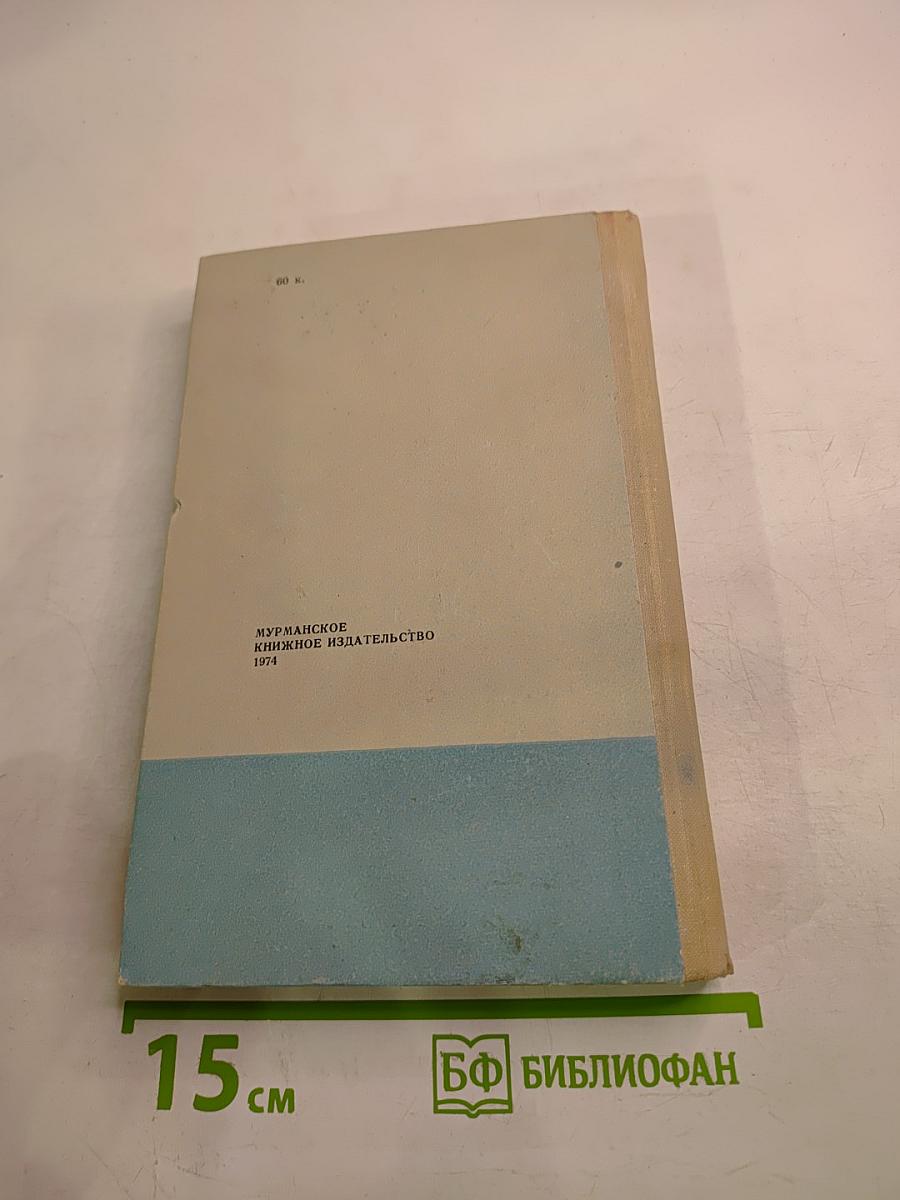 60 к.
МУРМАНСКОЕ
КНИЖНОЕ ИЗДАТЕЛЬСТВО
1974
15 см
БФ БИБЛИОФАН